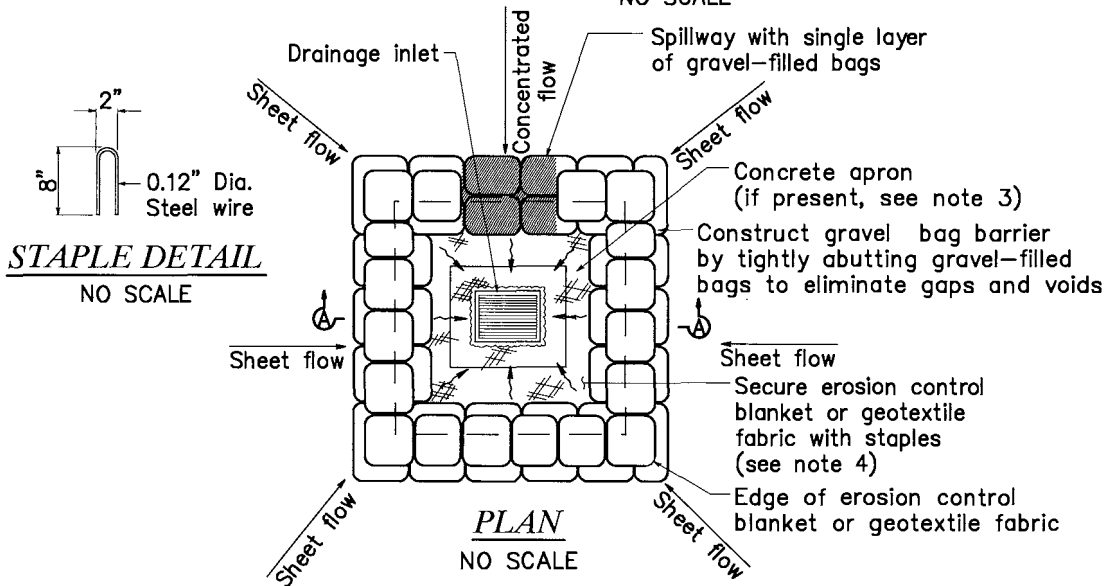 NO SCALE
Drainage inlet
Concentrated
flow
Spillway with single layer
of gravel-filled bags
Sheet flow
Sheet flow
2"
8"
0.12" Dia.
Steel wire
STAPLE DETAIL
NO SCALE
Concrete apron
(if present, see note 3)
Construct gravel bag barrier
by tightly abutting gravel-filled
bags to eliminate gaps and voids
A
A
Sheet flow
Sheet flow
Secure erosion control
blanket or geotextile
fabric with staples
(see note 4)
Edge of erosion control
blanket or geotextile fabric
Sheet flow
Sheet flow
PLAN
NO SCALE